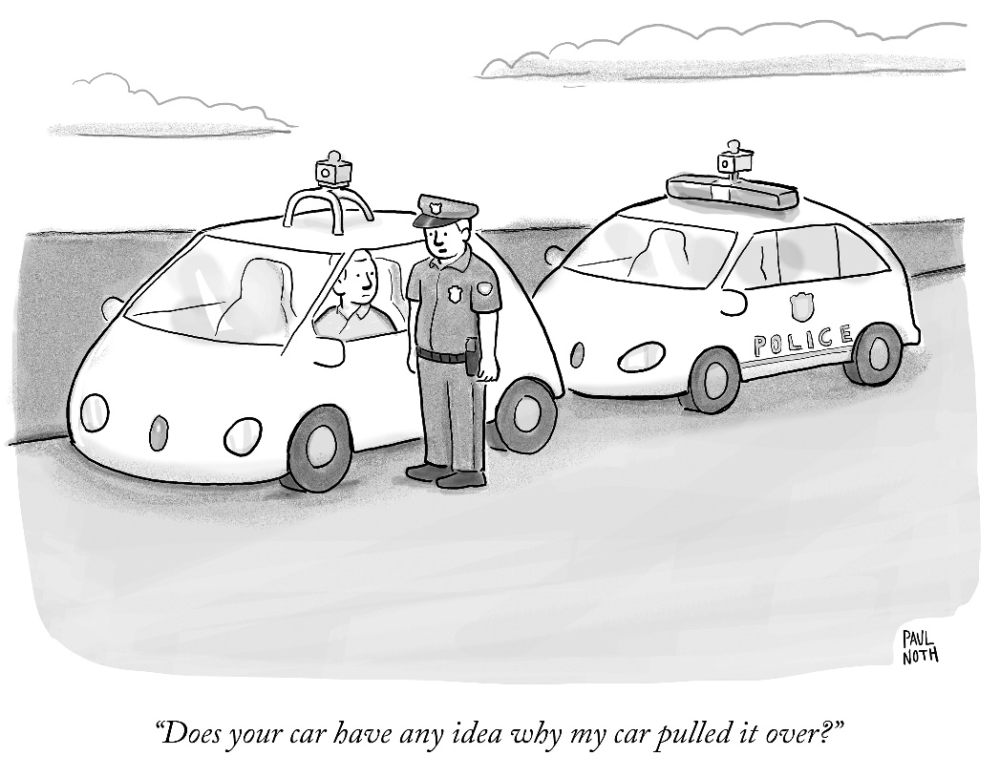 POLICE
PAUL
NOTH
“Does your car have any idea why my car pulled it over?”